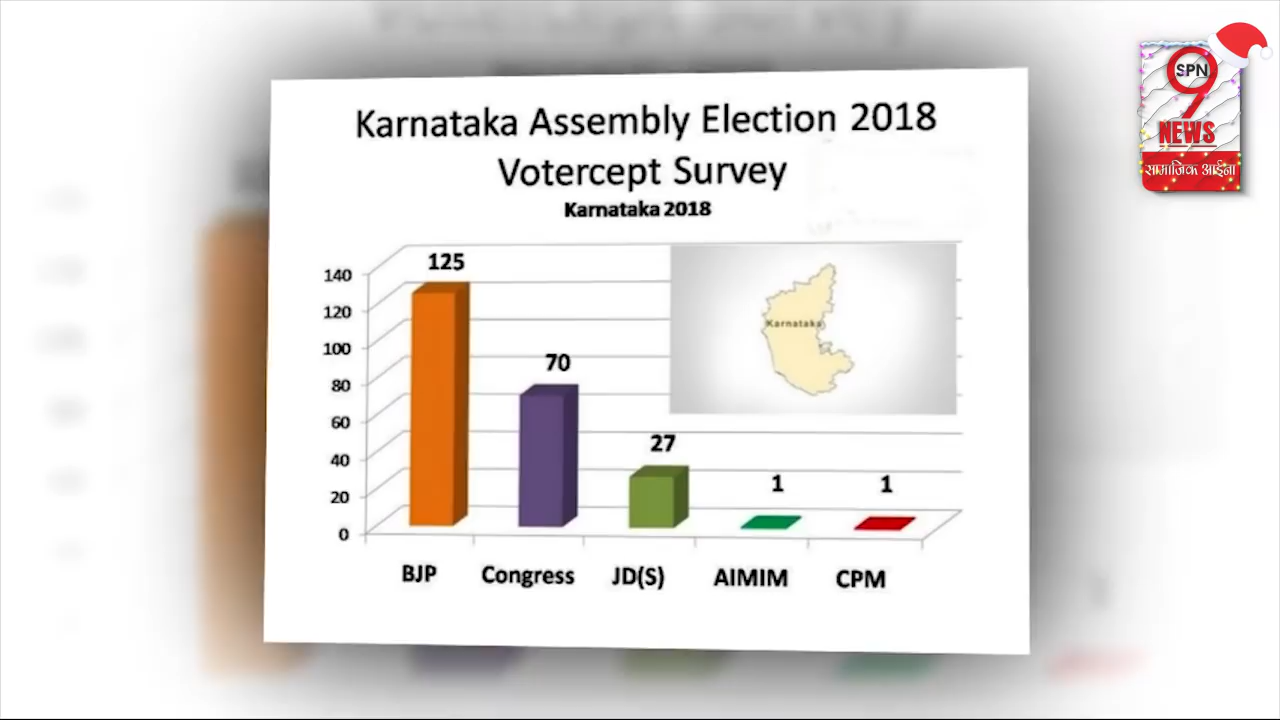 Karnataka Assembly Election 2018
Votercept Survey
Karnataka 2018
140
120
100
80
60
40
20
0
125
70
27
1
1
Karnataka
BJP
Congress
JD(S)
AIMIM
CPM
SPN
9
NEWS
सामाजिक आईना